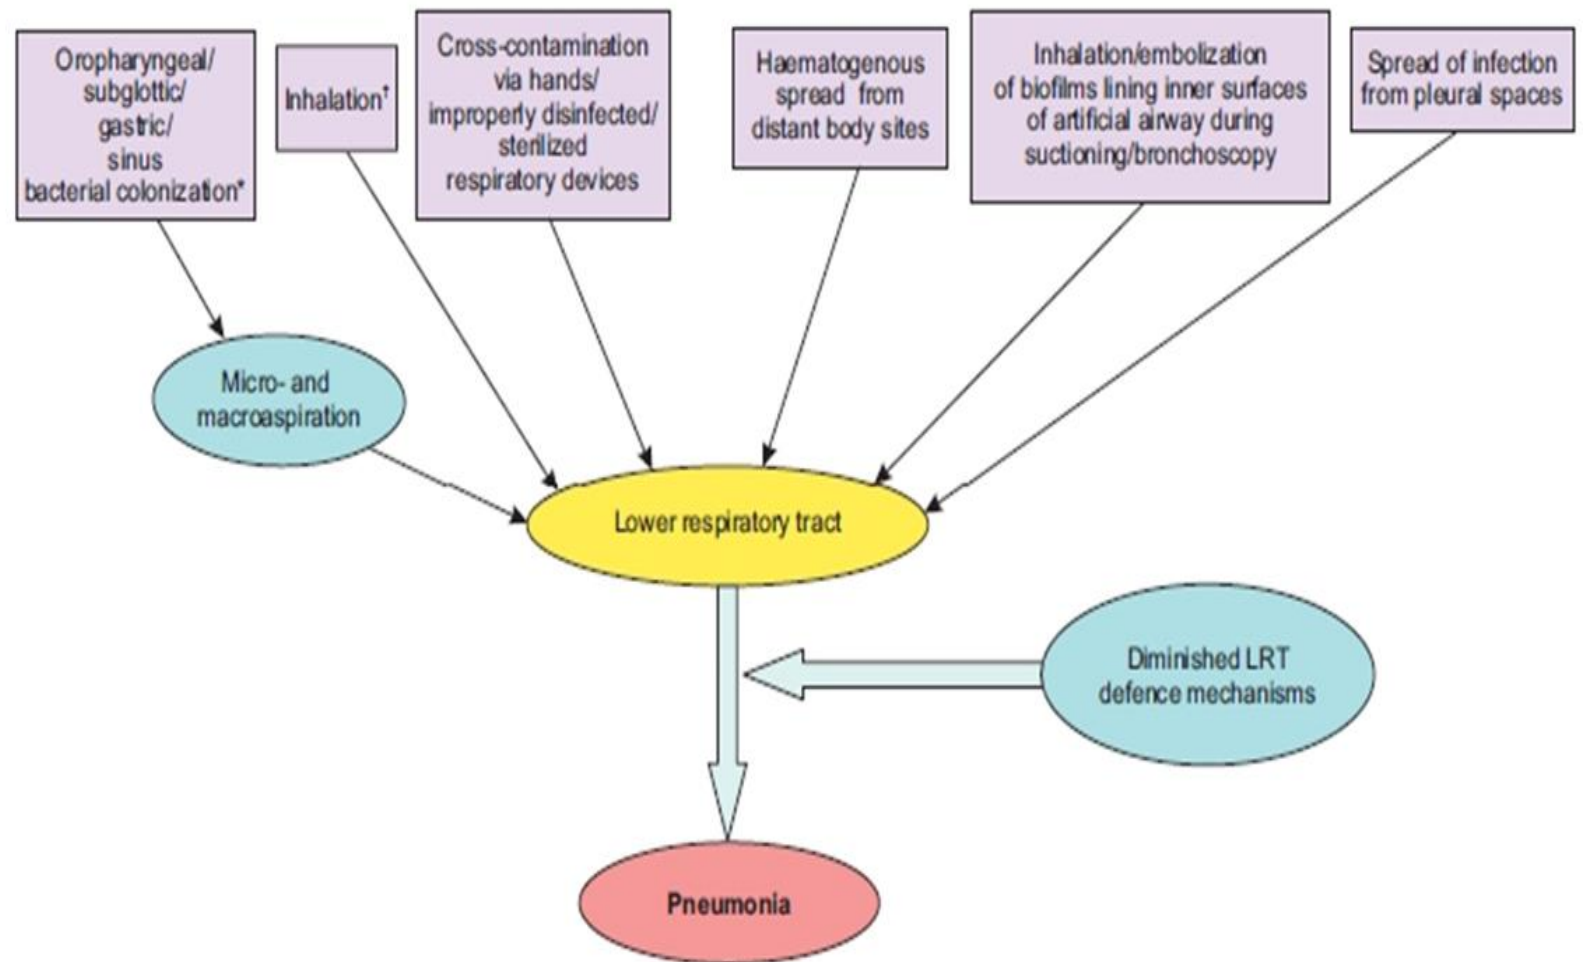 Oropharyngeal/
subglottic/
gastric/
sinus
bacterial colonization*
Inhalation†
Cross-contamination
via hands/
improperly disinfected/
sterilized
respiratory devices
Haematogenous
spread from
distant body sites
Inhalation/embolization
of biofilms lining inner surfaces
of artificial airway during
suctioning/bronchoscopy
Spread of infection
from pleural spaces
Micro- and
macroaspiration
Lower respiratory tract
Diminished LRT
defence mechanisms
Pneumonia